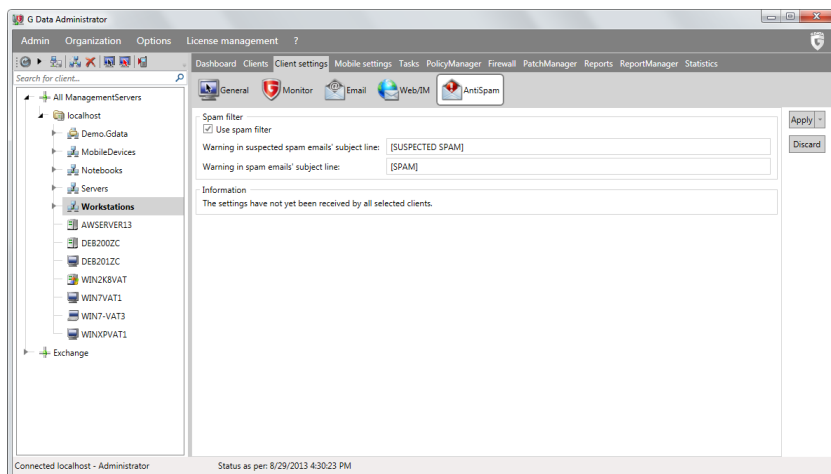 G Data Administrator
Admin Organization Options License management ?
Search for client...
Dashboard Clients Client settings Mobile settings Tasks PolicyManager Firewall PatchManager Reports ReportManager Statistics
General Monitor Email Web/IM AntiSpam
All ManagementServers
localhost
Demo.Gdata
MobileDevices
Notebooks
Servers
Workstations
AWSERVER13
DEB200ZC
DEB201ZC
WIN2K8VAT
WIN7VAT1
WIN7-VAT3
WINXPVAT1
Exchange
Spam filter
Use spam filter
Warning in suspected spam emails' subject line: [SUSPECTED SPAM]
Warning in spam emails' subject line: [SPAM]
Information
The settings have not yet been received by all selected clients.
Apply
Discard
Connected localhost - Administrator Status as per: 8/29/2013 4:30:23 PM